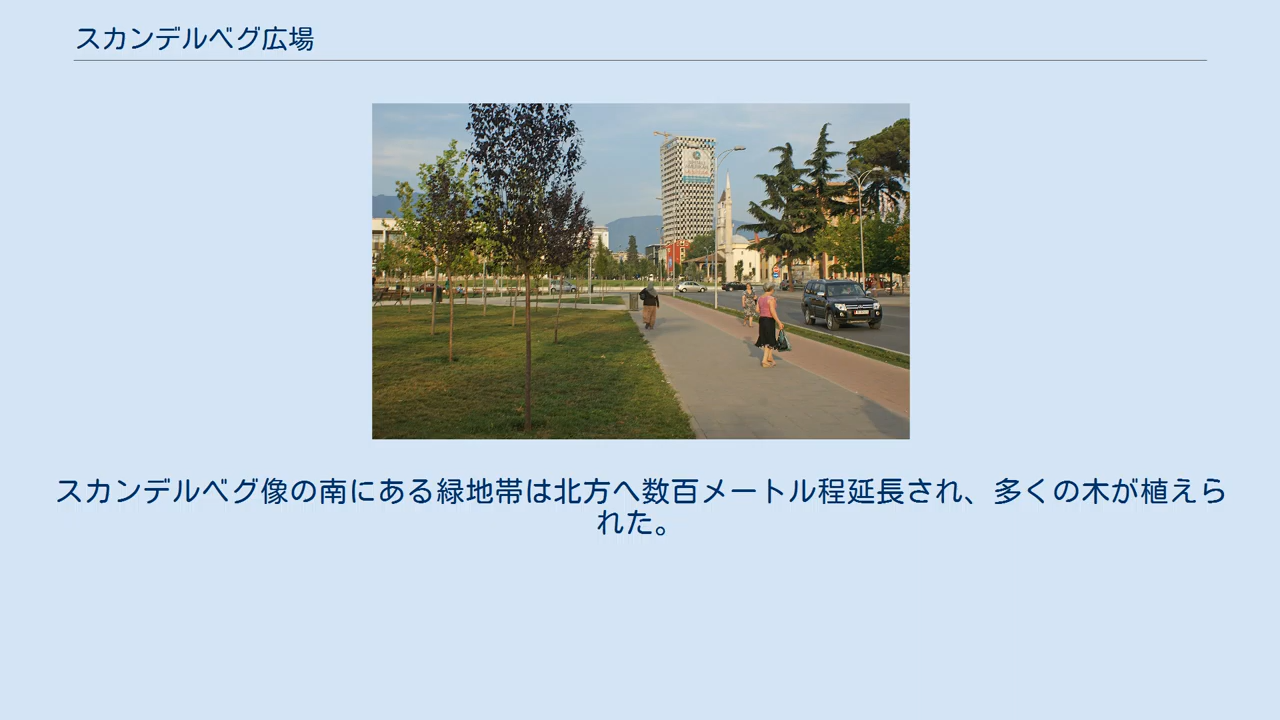 スカンデルベグ広場
スカンデルベグ像の南にある緑地帯は北方へ数百メートル程延長され、多くの木が植えら
れた。